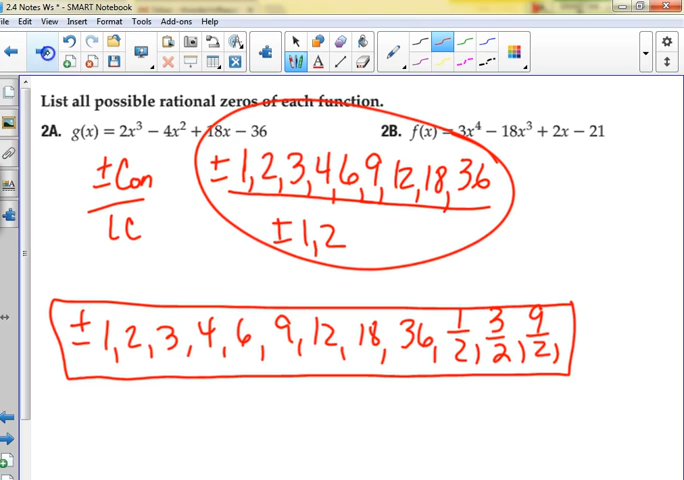 2.4 Notes Ws * - SMART Notebook
Edit View Insert Format Tools Add-ons Help
List all possible rational zeros of each function.
2A. g(x) = 2x³ − 4x² + 18x − 36 2B. f(x) = 3x⁴ − 18x³ + 2x − 21
± Con / LC
± 1, 2, 3, 4, 6, 9, 12, 18, 36
± 1, 2
± 1, 2, 3, 4, 6, 9, 12, 18, 36, 1/2, 3/2, 9/2,